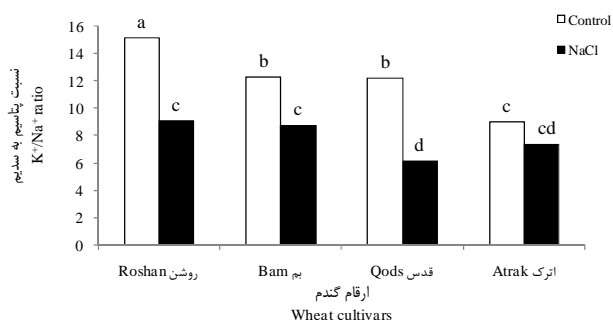 Control
NaCl
نسبت پتاسیم به سدیم
K⁺/Na⁺ ratio
16
14
12
10
8
6
4
2
0
a
c
b
c
b
d
c
cd
Roshan روشن
Bam بم
Qods قدس
Atrak اترک
ارقام گندم
Wheat cultivars